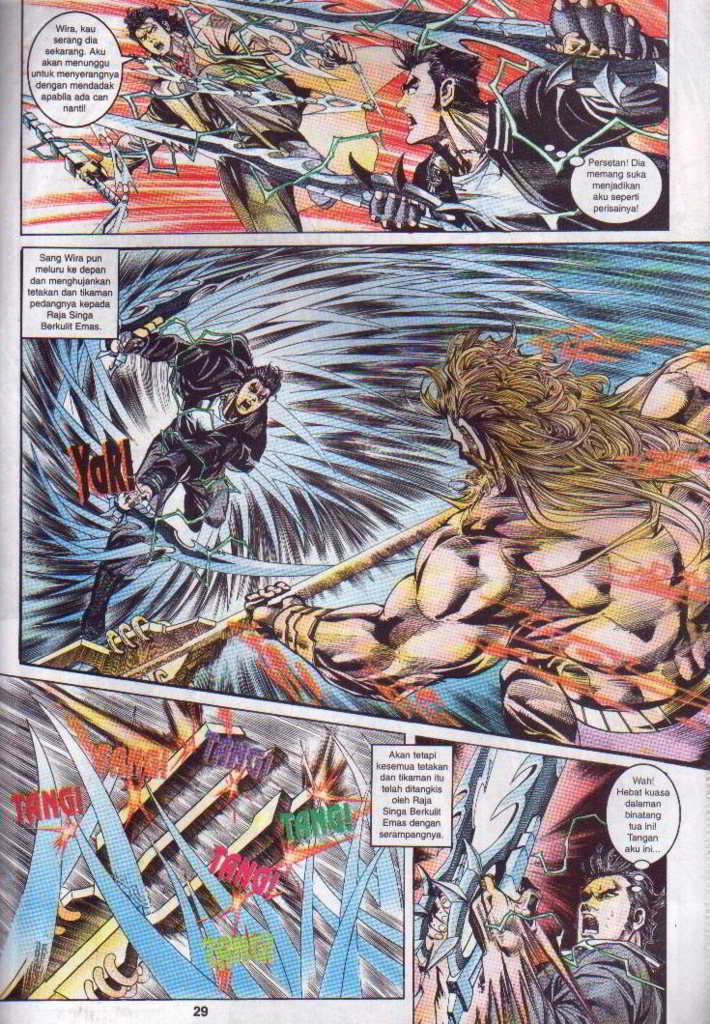 Wira, kau
serang dia
sekarang. Aku
akan menunggu
untuk menyerangnya
dengan mendadak
apabila ada can
nanti!
Persetan! Dia
memang suka
menjadikan
aku seperti
perisainya!
Sang Wira pun
meluru ke depan
dan menghujankan
tetakan dan tikaman
pedangnya kepada
Raja Singa
Berkulit Emas.
YAK!
TANG!
TANG!
TANG!
TANG!
TANG!
TANG!
Akan tetapi
kesemua tetakan
dan tikaman itu
telah ditangkis
oleh Raja
Singa Berkulit
Emas dengan
serampangnya.
Wah!
Hebat kuasa
dalaman
binatang
tua ini!
Tangan
aku ini...
29